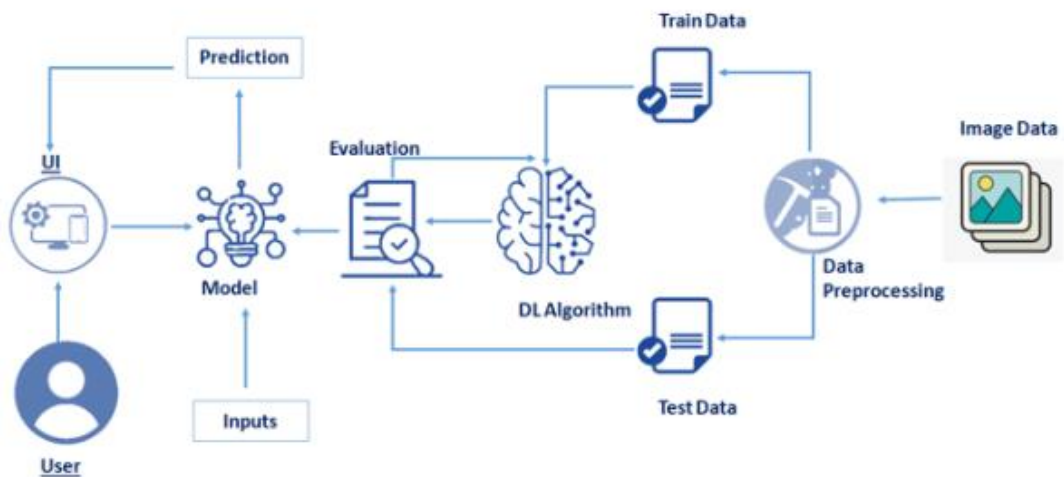 Train Data
Prediction
Image Data
Evaluation
UI
Model
Data
Preprocessing
DL Algorithm
Test Data
Inputs
User